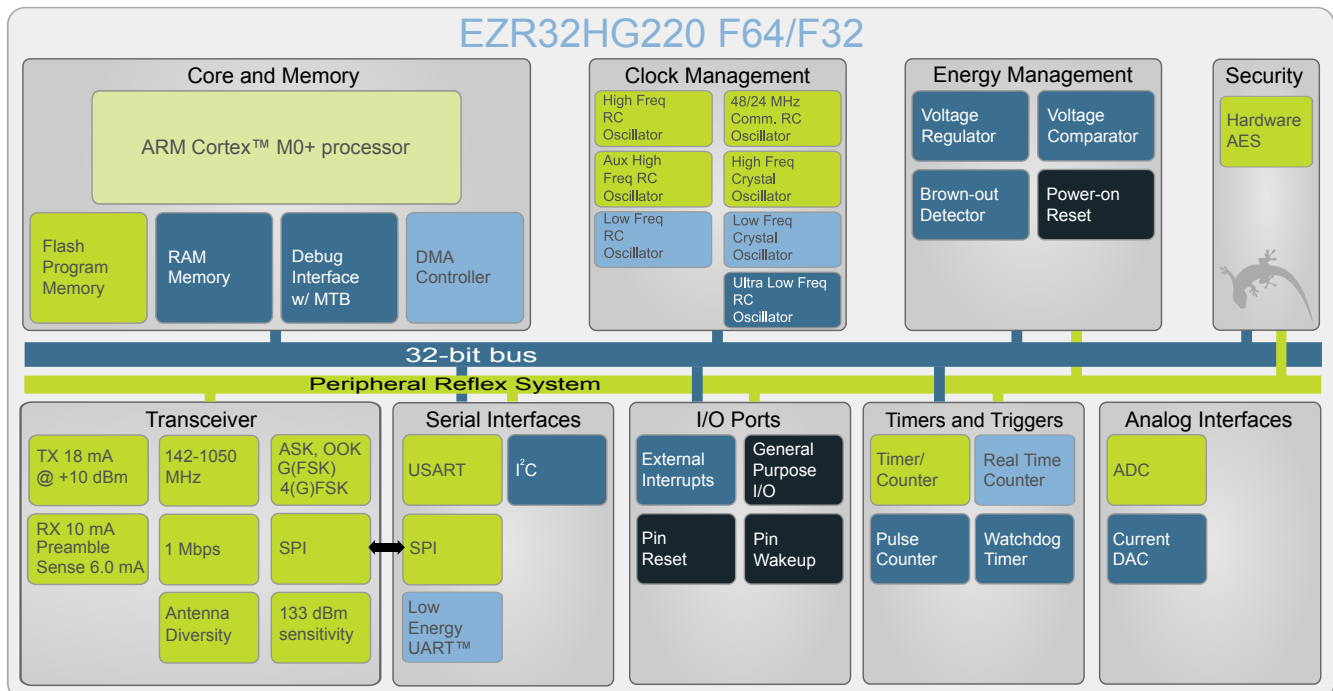 EZR32HG220 F64/F32
Core and Memory
ARM Cortex™ M0+ processor
Flash
Program
Memory
RAM
Memory
Debug
Interface
w/ MTB
DMA
Controller
Clock Management
High Freq
RC
Oscillator
48/24 MHz
Comm. RC
Oscillator
Aux High
Freq RC
Oscillator
High Freq
Crystal
Oscillator
Low Freq
RC
Oscillator
Low Freq
Crystal
Oscillator
Ultra Low Freq
RC
Oscillator
Energy Management
Voltage
Regulator
Voltage
Comparator
Brown-out
Detector
Power-on
Reset
Security
Hardware
AES
32-bit bus
Peripheral Reflex System
Transceiver
TX 18 mA
@ +10 dBm
142-1050
MHz
ASK, OOK
G(FSK)
4(G)FSK
RX 10 mA
Preamble
Sense 6.0 mA
1 Mbps
SPI
Antenna
Diversity
133 dBm
sensitivity
Serial Interfaces
USART
I²C
SPI
Low
Energy
UART™
I/O Ports
External
Interrupts
General
Purpose
I/O
Pin
Reset
Pin
Wakeup
Timers and Triggers
Timer/
Counter
Real Time
Counter
Pulse
Counter
Watchdog
Timer
Analog Interfaces
ADC
Current
DAC